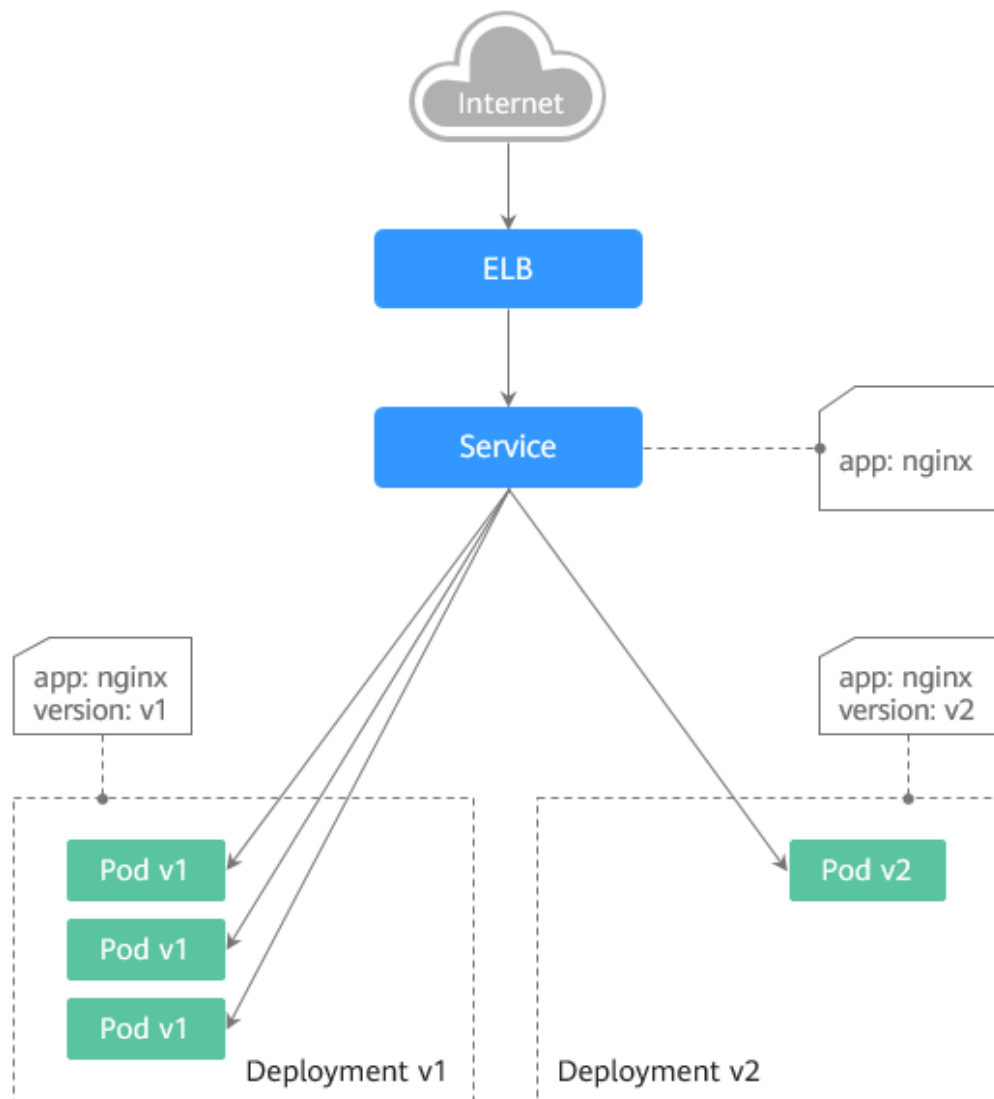 Internet
ELB
Service
app: nginx
app: nginx
version: v1
app: nginx
version: v2
Pod v1
Pod v2
Pod v1
Pod v1
Deployment v1
Deployment v2